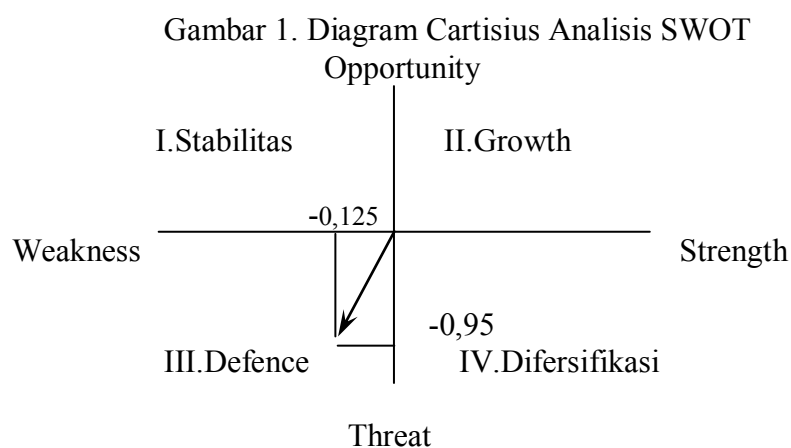 Gambar 1. Diagram Cartisius Analisis SWOT
Opportunity
I.Stabilitas
II.Growth
-0,125
Weakness
Strength
-0,95
III.Defence
IV.Difersifikasi
Threat